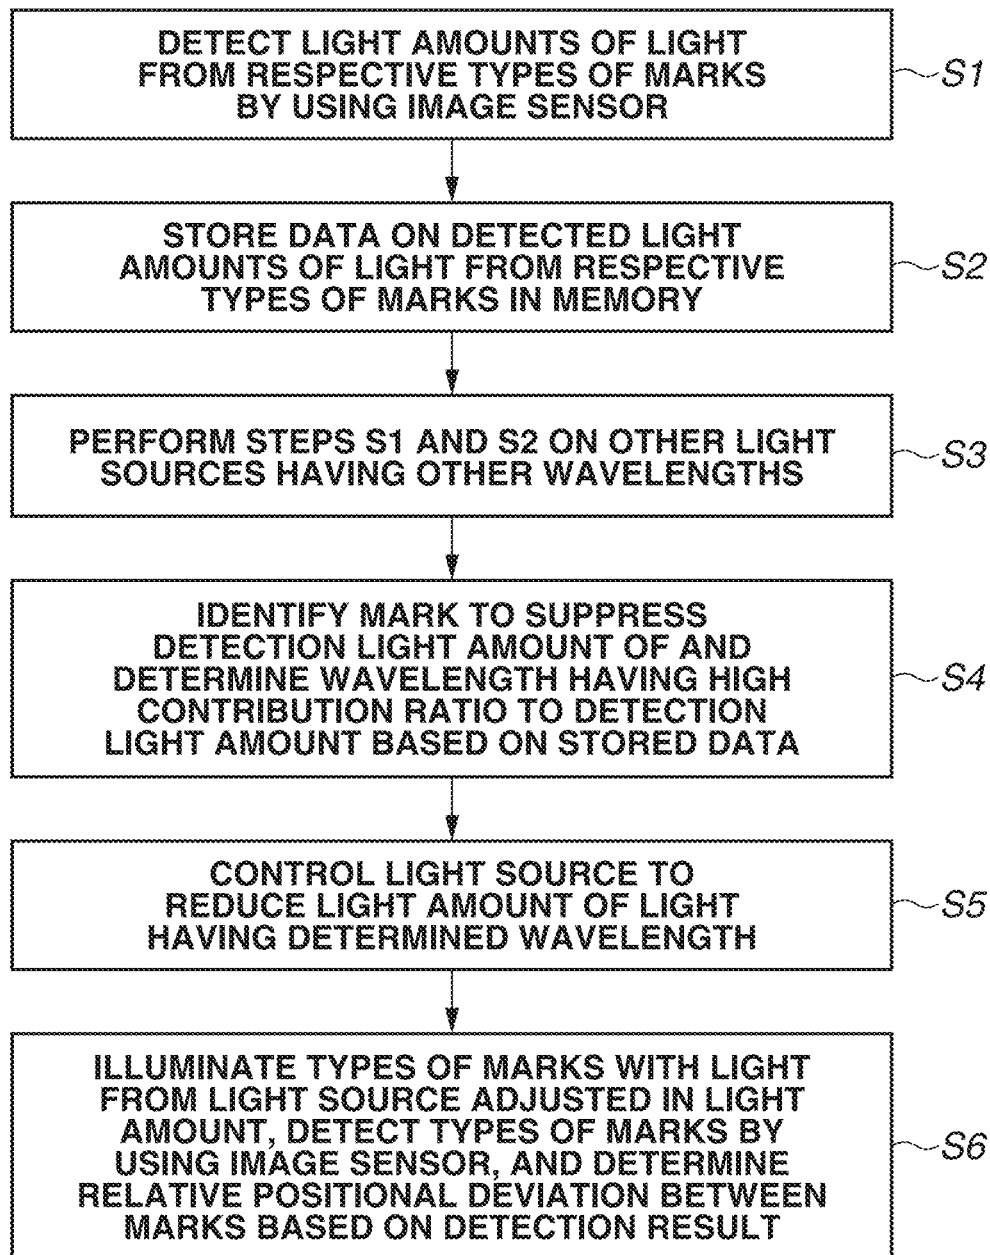 DETECT LIGHT AMOUNTS OF LIGHT
FROM RESPECTIVE TYPES OF MARKS
BY USING IMAGE SENSOR
S1
STORE DATA ON DETECTED LIGHT
AMOUNTS OF LIGHT FROM RESPECTIVE
TYPES OF MARKS IN MEMORY
S2
PERFORM STEPS S1 AND S2 ON OTHER LIGHT
SOURCES HAVING OTHER WAVELENGTHS
S3
IDENTIFY MARK TO SUPPRESS
DETECTION LIGHT AMOUNT OF AND
DETERMINE WAVELENGTH HAVING HIGH
CONTRIBUTION RATIO TO DETECTION
LIGHT AMOUNT BASED ON STORED DATA
S4
CONTROL LIGHT SOURCE TO
REDUCE LIGHT AMOUNT OF LIGHT
HAVING DETERMINED WAVELENGTH
S5
ILLUMINATE TYPES OF MARKS WITH LIGHT
FROM LIGHT SOURCE ADJUSTED IN LIGHT
AMOUNT, DETECT TYPES OF MARKS BY
USING IMAGE SENSOR, AND DETERMINE
RELATIVE POSITIONAL DEVIATION BETWEEN
MARKS BASED ON DETECTION RESULT
S6